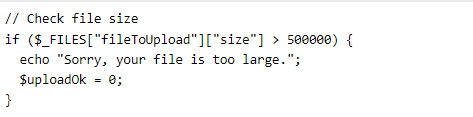 // Check file size
if ($_FILES["fileToUpload"]["size"] > 500000) {
  echo "Sorry, your file is too large.";
  $uploadOk = 0;
}